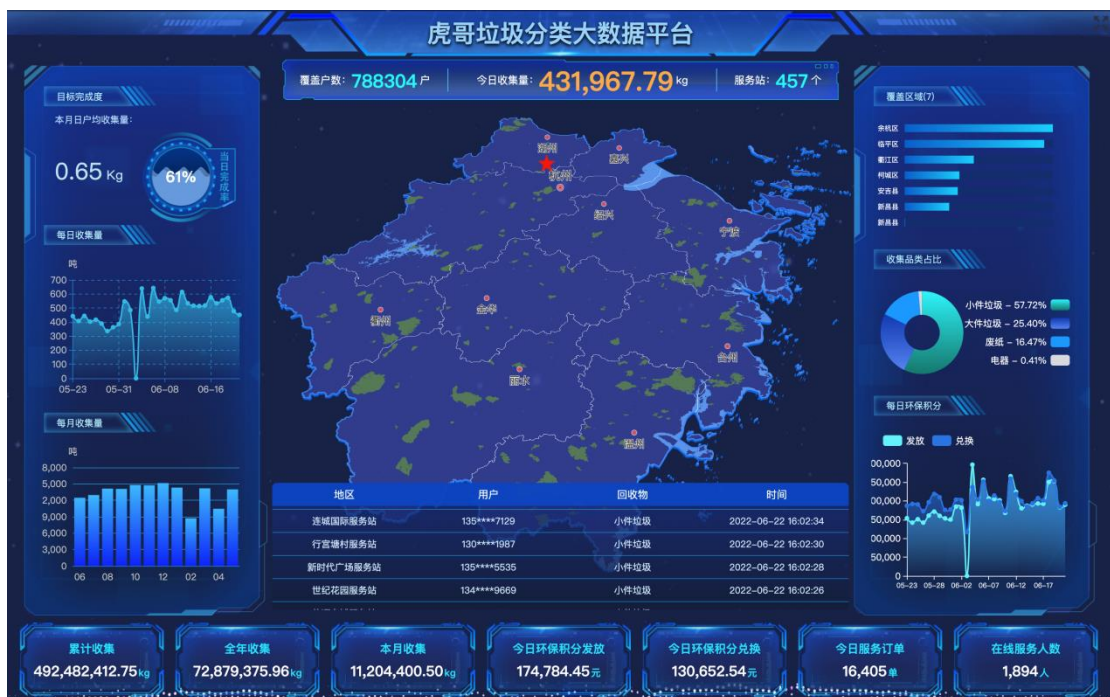 虎哥垃圾分类大数据平台
覆盖户数: 788304 户
今日收集量: 431,967.79 kg
服务站: 457 个
目标完成度
本月日户均收集量:
0.65 Kg
61%
当日完成率
每日收集量
吨
700
600
500
400
300
200
100
0
05-23 05-31 06-08 06-16
每月收集量
吨
8,000
5,000
2,000
9,000
6,000
3,000
0
06 08 10 12 02 04
湖州
嘉兴
杭州
绍兴
宁波
衢州
金华
台州
丽水
温州
地区 用户 回收物 时间
连城国际服务站 135****7129 小件垃圾 2022-06-22 16:02:34
行宫塘村服务站 130****1987 小件垃圾 2022-06-22 16:02:30
新时代广场服务站 135****5535 小件垃圾 2022-06-22 16:02:28
世纪花园服务站 134****9669 小件垃圾 2022-06-22 16:02:26
覆盖区域(7)
余杭区
临平区
衢江区
柯城区
安吉县
新昌县
新昌县
收集品类占比
小件垃圾 - 57.72%
大件垃圾 - 25.40%
废纸 - 16.47%
电器 - 0.41%
每日环保积分
发放 兑换
00,000
50,000
00,000
50,000
00,000
50,000
0
05-23 05-28 06-02 06-07 06-12 06-17
累计收集
492,482,412.75kg
全年收集
72,879,375.96kg
本月收集
11,204,400.50kg
今日环保积分发放
174,784.45元
今日环保积分兑换
130,652.54元
今日服务订单
16,405单
在线服务人数
1,894人